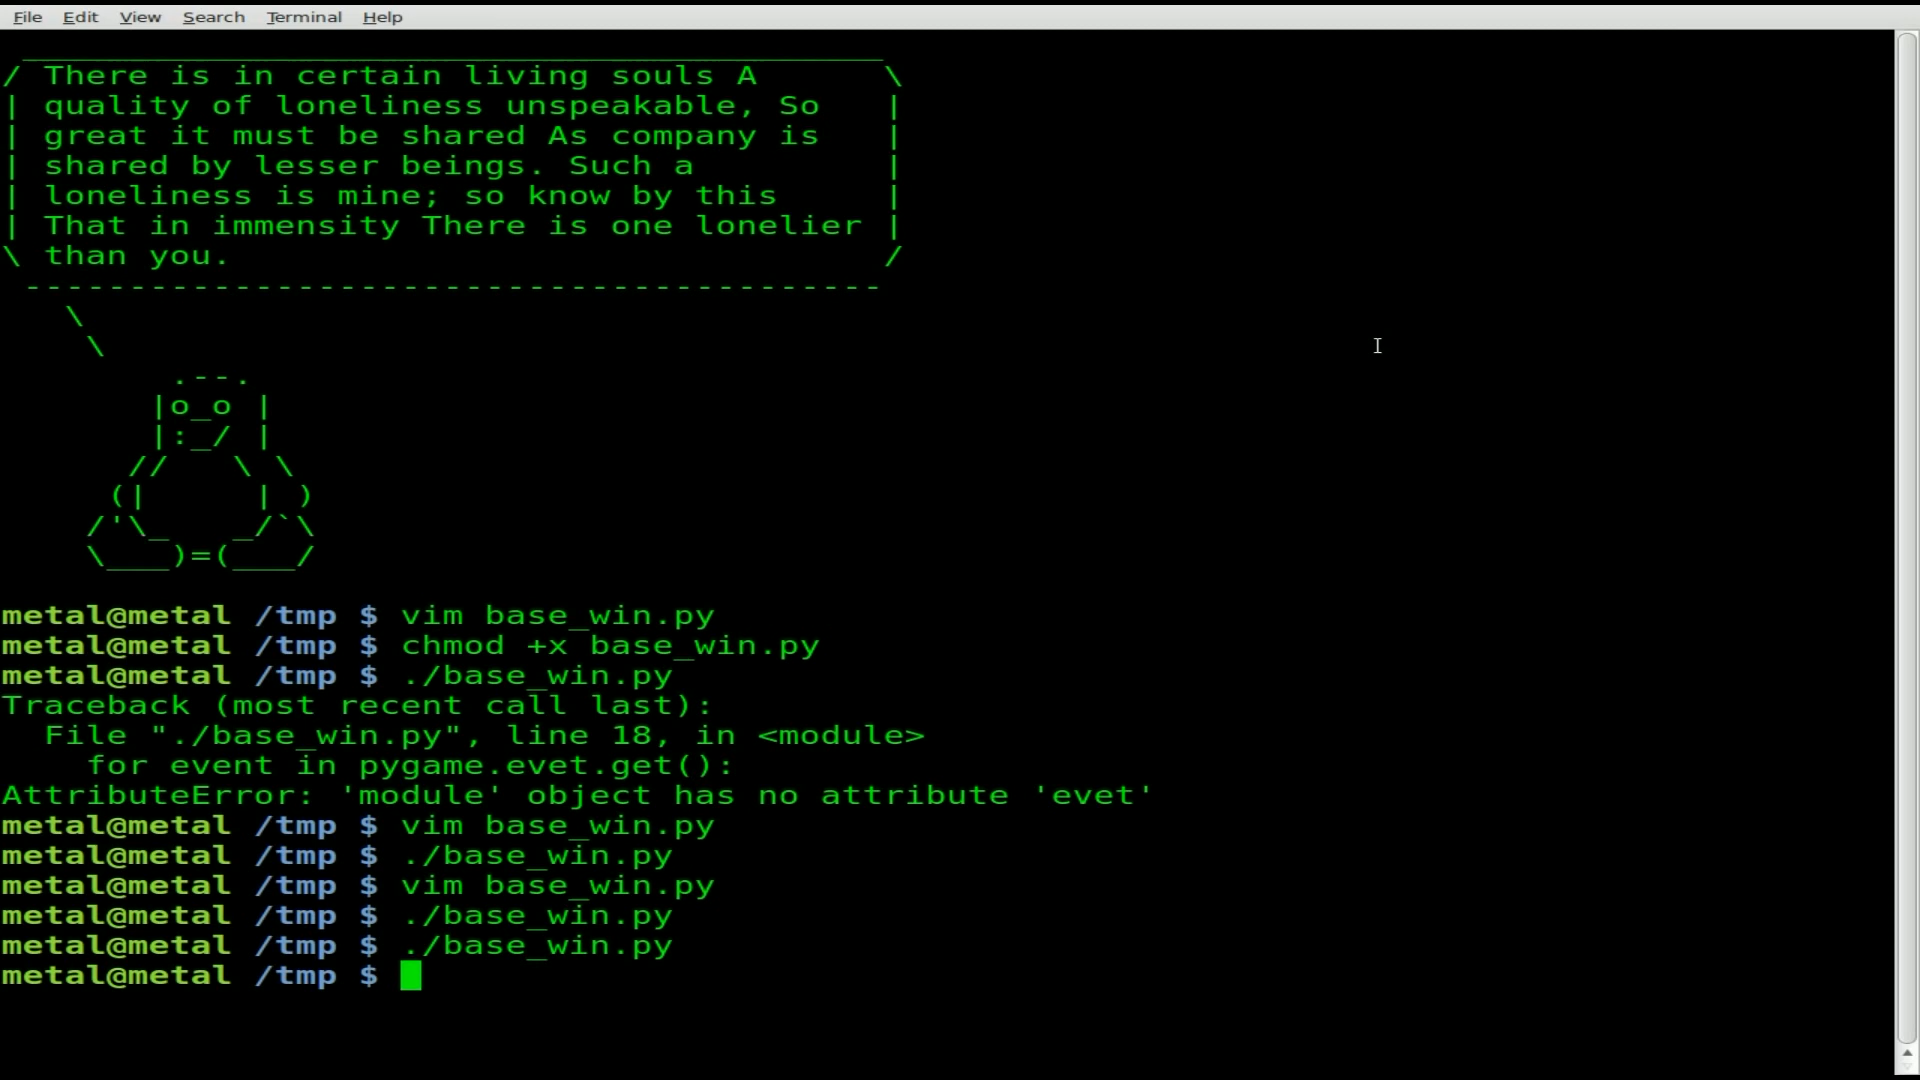 File Edit View Search Terminal Help
/ There is in certain living souls A \
| quality of loneliness unspeakable, So |
| great it must be shared As company is |
| shared by lesser beings. Such a |
| loneliness is mine; so know by this |
| That in immensity There is one lonelier |
\ than you. /
-----------------------------------------
\
\
.--.
|o_o |
|:_/ |
// \ \
(| | )
/'\_ _/`\
\___)=(___/
metal@metal /tmp $ vim base_win.py
metal@metal /tmp $ chmod +x base_win.py
metal@metal /tmp $ ./base_win.py
Traceback (most recent call last):
File "./base_win.py", line 18, in <module>
for event in pygame.evet.get():
AttributeError: 'module' object has no attribute 'evet'
metal@metal /tmp $ vim base_win.py
metal@metal /tmp $ ./base_win.py
metal@metal /tmp $ vim base_win.py
metal@metal /tmp $ ./base_win.py
metal@metal /tmp $ ./base_win.py
metal@metal /tmp $